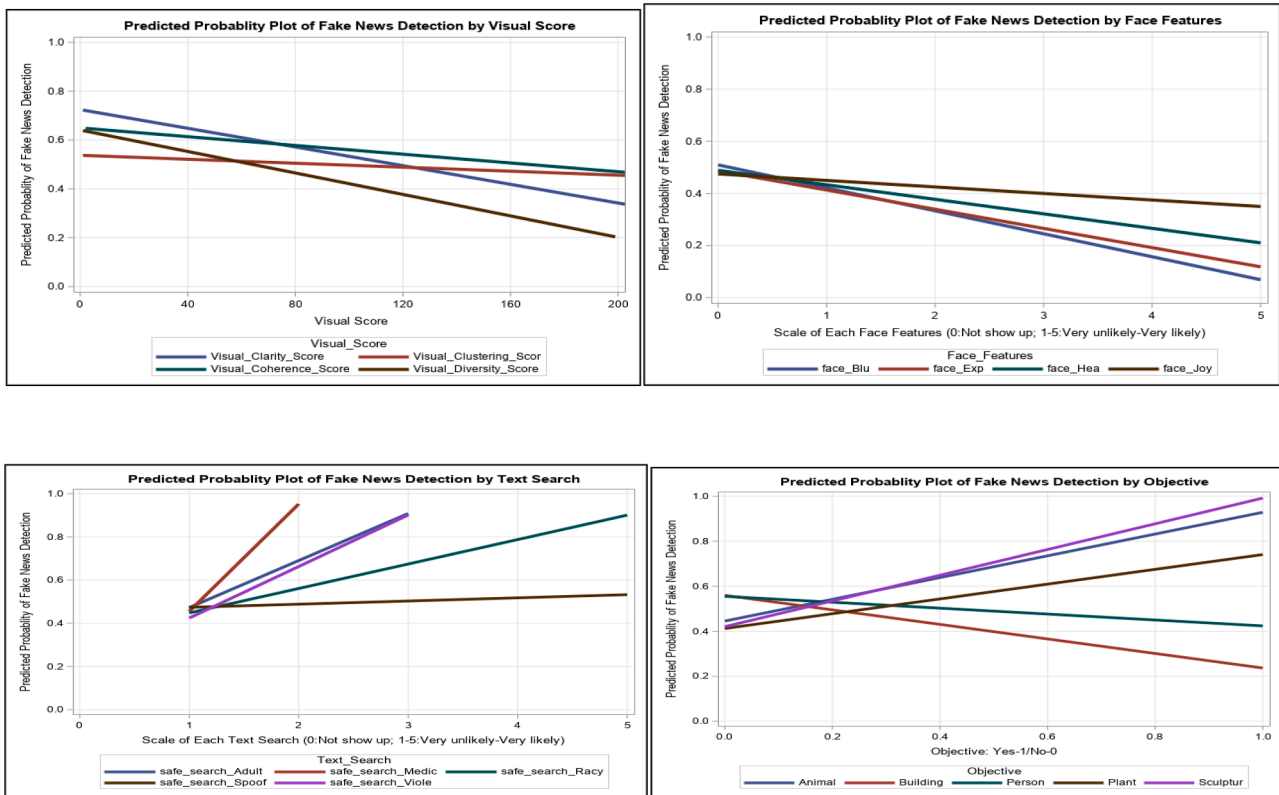 Predicted Probablity Plot of Fake News Detection by Visual Score
Predicted Probablity of Fake News Detection
1.0
0.8
0.6
0.4
0.2
0.0
0 40 80 120 160 200
Visual Score
Visual_Score
Visual_Clarity_Score Visual_Clustering_Scor
Visual_Coherence_Score Visual_Diversity_Score
Predicted Probablity Plot of Fake News Detection by Face Features
Predicted Probablity of Fake News Detection
1.0
0.8
0.6
0.4
0.2
0.0
0 1 2 3 4 5
Scale of Each Face Features (0:Not show up; 1-5:Very unlikely-Very likely)
Face_Features
face_Blu face_Exp face_Hea face_Joy
Predicted Probablity Plot of Fake News Detection by Text Search
Predicted Probablity of Fake News Detection
1.0
0.8
0.6
0.4
0.2
0.0
0 1 2 3 4 5
Scale of Each Text Search (0:Not show up; 1-5:Very unlikely-Very likely)
Text_Search
safe_search_Adult safe_search_Medic safe_search_Racy
safe_search_Spoof safe_search_Viole
Predicted Probablity Plot of Fake News Detection by Objective
Predicted Probablity of Fake News Detection
1.0
0.8
0.6
0.4
0.2
0.0
0.0 0.2 0.4 0.6 0.8 1.0
Objective: Yes-1/No-0
Objective
Animal Building Person Plant Sculptur